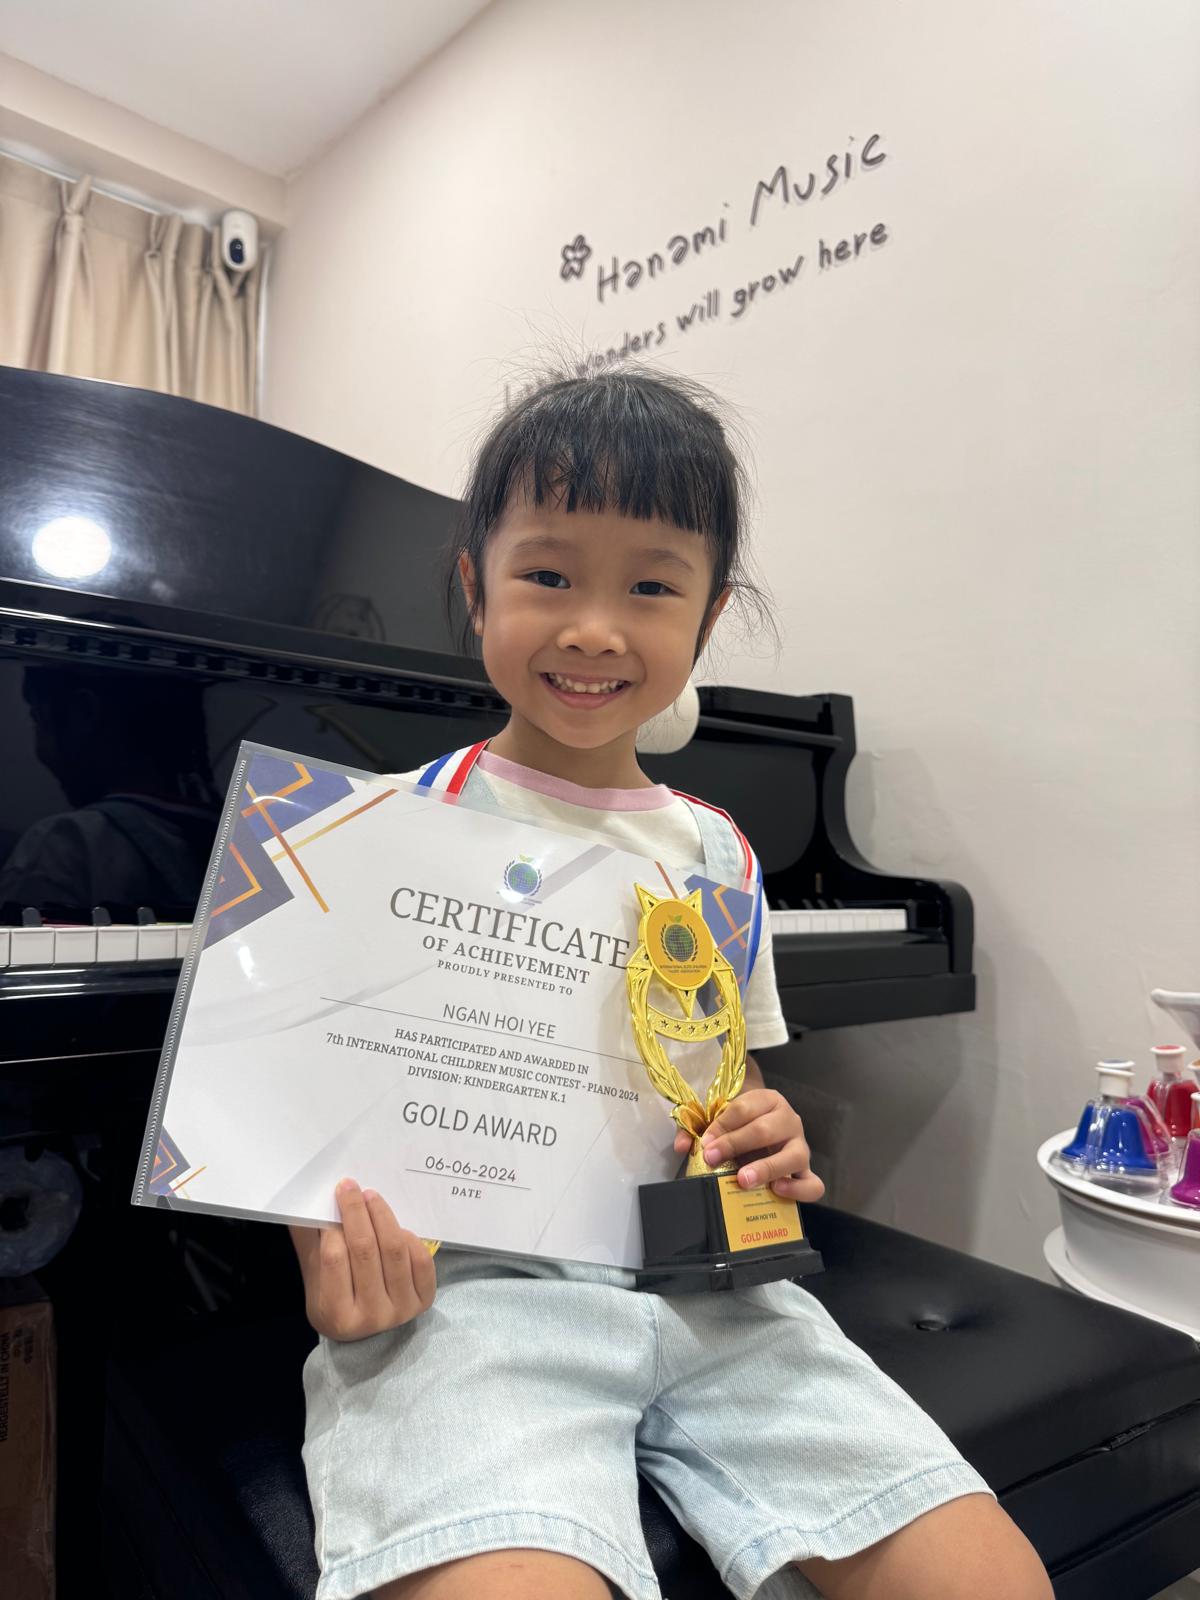 Hanami Music
wonders will grow here
CERTIFICATE
OF ACHIEVEMENT
PROUDLY PRESENTED TO
NGAN HOI YEE
HAS PARTICIPATED AND AWARDED IN
7th INTERNATIONAL CHILDREN MUSIC CONTEST - PIANO 2024
DIVISION: KINDERGARTEN K.1
GOLD AWARD
06-06-2024
DATE
NGAN HOI YEE
GOLD AWARD